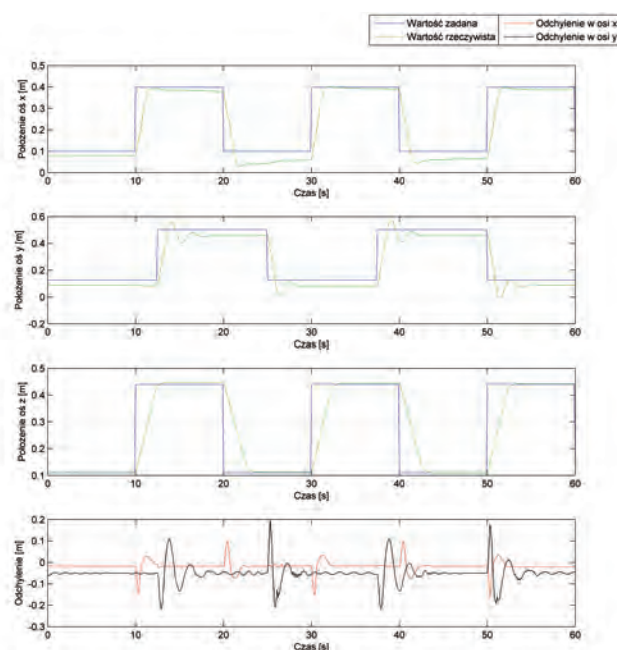 Wartość zadana
Wartość rzeczywista
Odchylenie w osi x
Odchylenie w osi y
Położenie oś x [m]
0.5
0.4
0.3
0.2
0.1
0
0 10 20 30 40 50 60
Czas [s]
Położenie oś y [m]
0.6
0.4
0.2
0
-0.2
0 10 20 30 40 50 60
Czas [s]
Położenie oś z [m]
0.5
0.4
0.3
0.2
0.1
0 10 20 30 40 50 60
Czas [s]
Odchylenie [m]
0.2
0.1
0
-0.1
-0.2
-0.3
0 10 20 30 40 50 60
Czas [s]